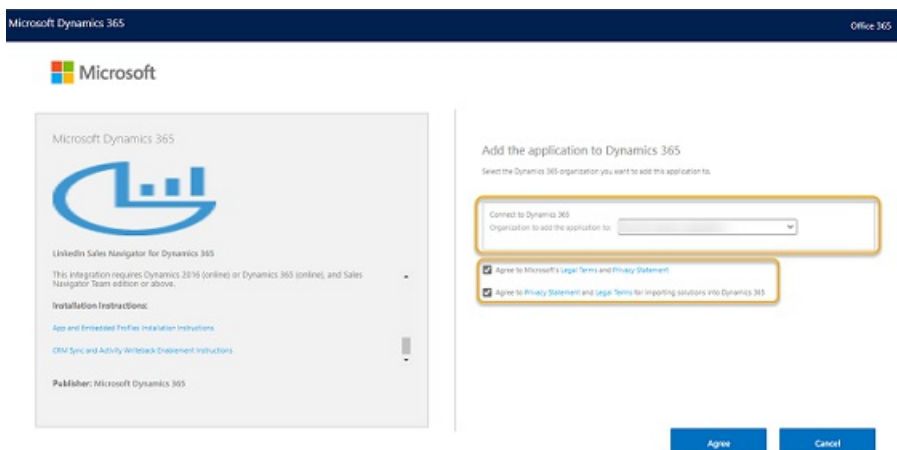 Microsoft Dynamics 365
Office 365
Microsoft
Microsoft Dynamics 365
LinkedIn Sales Navigator for Dynamics 365
This integration requires Dynamics 2016 (online) or Dynamics 365 (online), and Sales
Navigator Team edition or above.
Installation Instructions:
App and Embedded Profiles Installation Instructions
CRM Sync and Activity Writeback Enablement Instructions
Publisher: Microsoft Dynamics 365
Add the application to Dynamics 365
Select the Dynamics 365 organization you want to add this application to.
Connect to Dynamics 365
Organization to add the application to:
Agree to Microsoft's Legal Terms and Privacy Statement
Agree to Privacy Statement and Legal Terms for importing solutions into Dynamics 365
Agree
Cancel